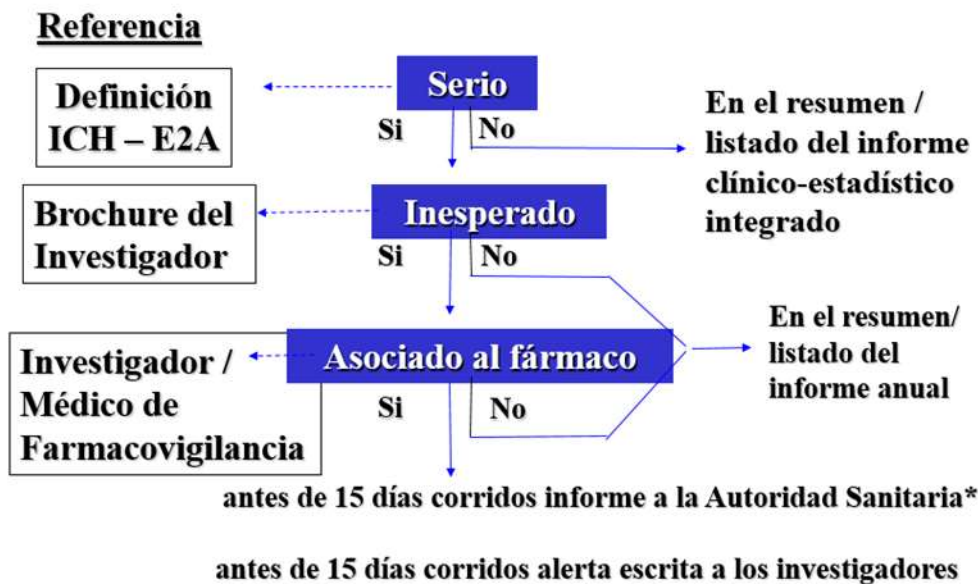 Referencia
Definición
ICH – E2A
Serio
Si
No
En el resumen /
listado del informe
clínico-estadístico
integrado
Brochure del
Investigador
Inesperado
Si
No
Investigador /
Médico de
Farmacovigilancia
Asociado al fármaco
Si
No
En el resumen/
listado del
informe anual
antes de 15 días corridos informe a la Autoridad Sanitaria*
antes de 15 días corridos alerta escrita a los investigadores